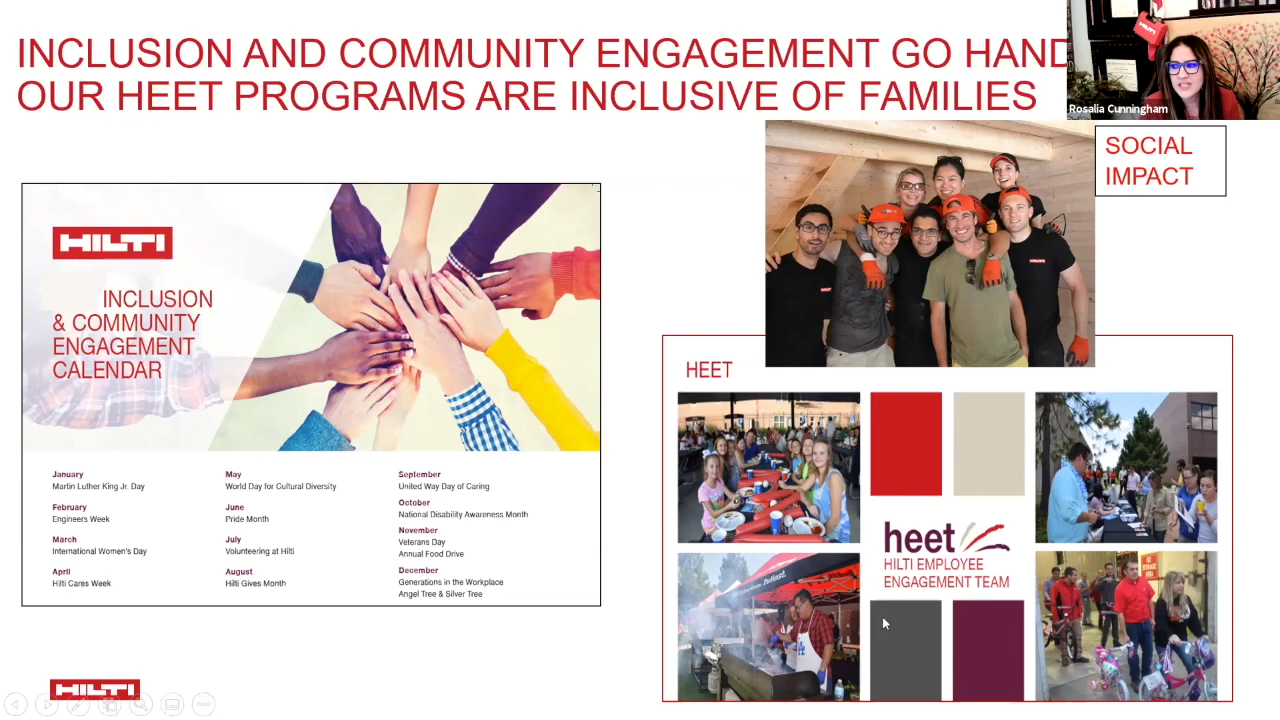 INCLUSION AND COMMUNITY ENGAGEMENT GO HAND
OUR HEET PROGRAMS ARE INCLUSIVE OF FAMILIES
Rosalia Cunningham
SOCIAL
IMPACT
HILTI
INCLUSION
& COMMUNITY
ENGAGEMENT
CALENDAR
January
Martin Luther King Jr. Day
February
Engineers Week
March
International Women's Day
April
Hilti Cares Week
May
World Day for Cultural Diversity
June
Pride Month
July
Volunteering at Hilti
August
Hilti Gives Month
September
United Way Day of Caring
October
National Disability Awareness Month
November
Veterans Day
Annual Food Drive
December
Generations in the Workplace
Angel Tree & Silver Tree
HEET
heet
HILTI EMPLOYEE
ENGAGEMENT TEAM
HILTI